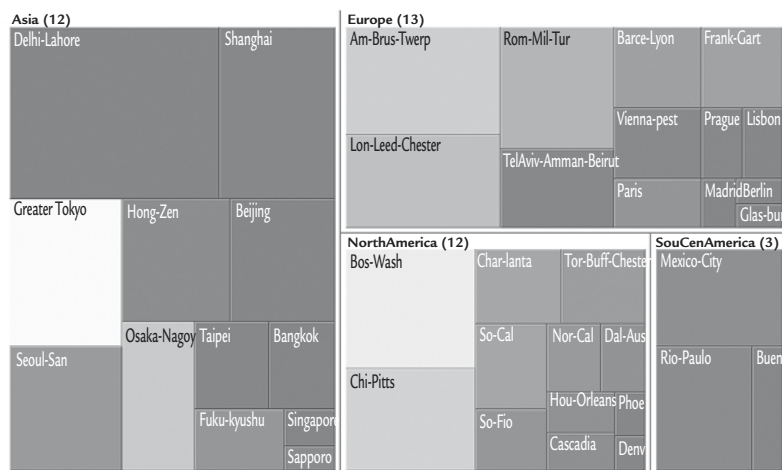 Asia (12)
Delhi-Lahore
Shanghai
Greater Tokyo
Hong-Zen
Beijing
Seoul-San
Osaka-Nagoy
Taipei
Bangkok
Fuku-kyushu
Singapor
Sapporo
Europe (13)
Am-Brus-Twerp
Rom-Mil-Tur
Barce-Lyon
Frank-Gart
Lon-Leed-Chester
TelAviv-Amman-Beirut
Vienna-pest
Prague
Lisbon
Paris
Madrid
Berlin
Glas-bur
NorthAmerica (12)
Bos-Wash
Char-lanta
Tor-Buff-Chester
Chi-Pitts
So-Cal
Nor-Cal
Dal-Aus
Hou-Orleans
Phoe
So-Flo
Cascadia
Denv
SouCenAmerica (3)
Mexico-City
Rio-Paulo
Buen